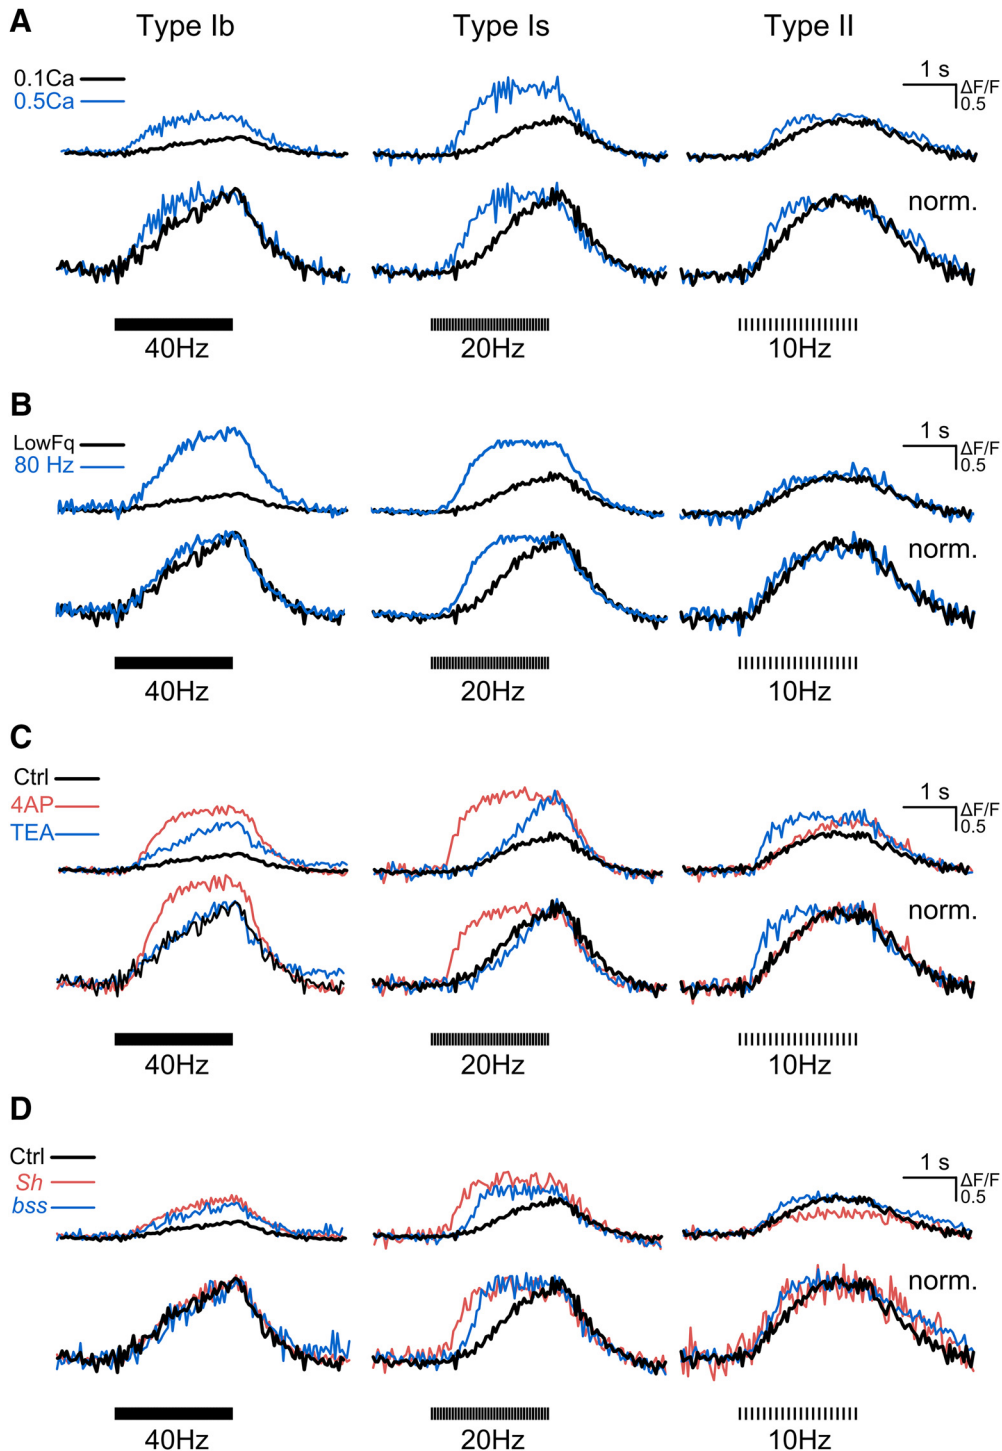 A
Type Ib Type Is Type II
0.1Ca
0.5Ca
1 s
ΔF/F
0.5
norm.
40Hz 20Hz 10Hz
B
LowFq
80 Hz
1 s
ΔF/F
0.5
norm.
40Hz 20Hz 10Hz
C
Ctrl
4AP
TEA
1 s
ΔF/F
0.5
norm.
40Hz 20Hz 10Hz
D
Ctrl
Sh
bss
1 s
ΔF/F
0.5
norm.
40Hz 20Hz 10Hz